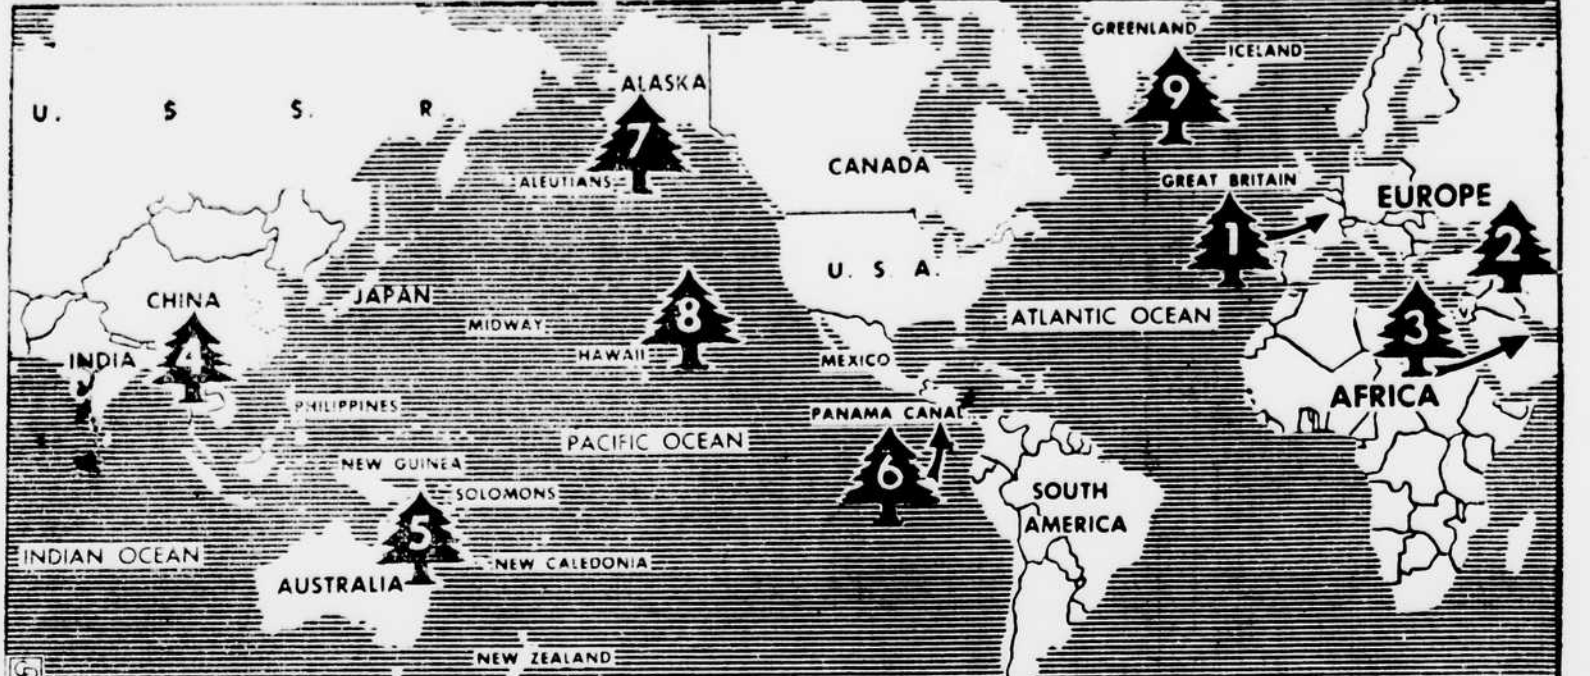 GREENLAND
ICELAND
ALASKA
9
U. S. S. R.
7
CANADA
ALEUTIANS
GREAT BRITAIN
EUROPE
1
2
U. S. A.
CHINA
JAPAN
8
ATLANTIC OCEAN
3
MIDWAY
INDIA
4
HAWAII
MEXICO
AFRICA
PHILIPPINES
PANAMA CANAL
PACIFIC OCEAN
NEW GUINEA
6
SOLOMONS
SOUTH
AMERICA
5
INDIAN OCEAN
NEW CALEDONIA
AUSTRALIA
NEW ZEALAND